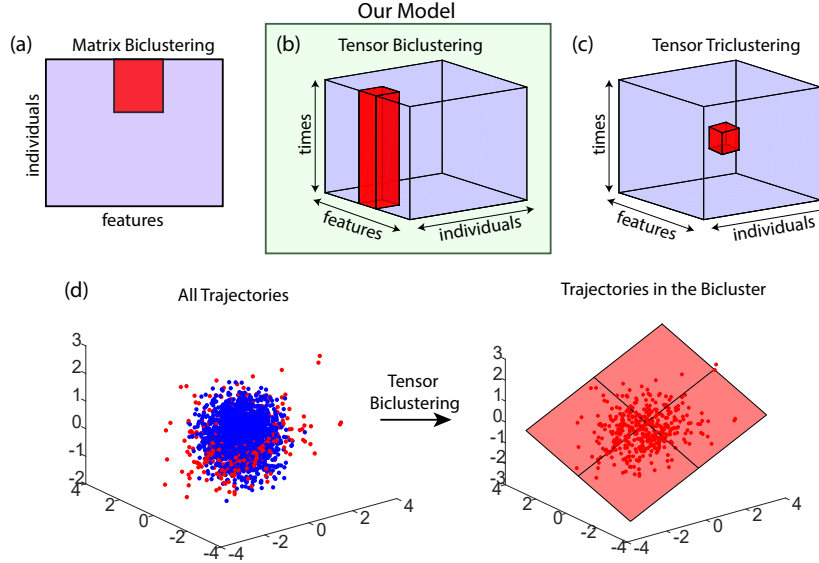 Our Model
(a)
Matrix Biclustering
individuals
features
(b)
Tensor Biclustering
times
features
individuals
(c)
Tensor Triclustering
times
features
individuals
(d)
All Trajectories
3
2
1
0
-1
-2
4
2
0
-2
-4
-4
-2
0
2
4
Tensor
Biclustering
Trajectories in the Bicluster
3
2
1
0
-1
-2
-3
4
2
0
-2
-4
-4
-2
0
2
4